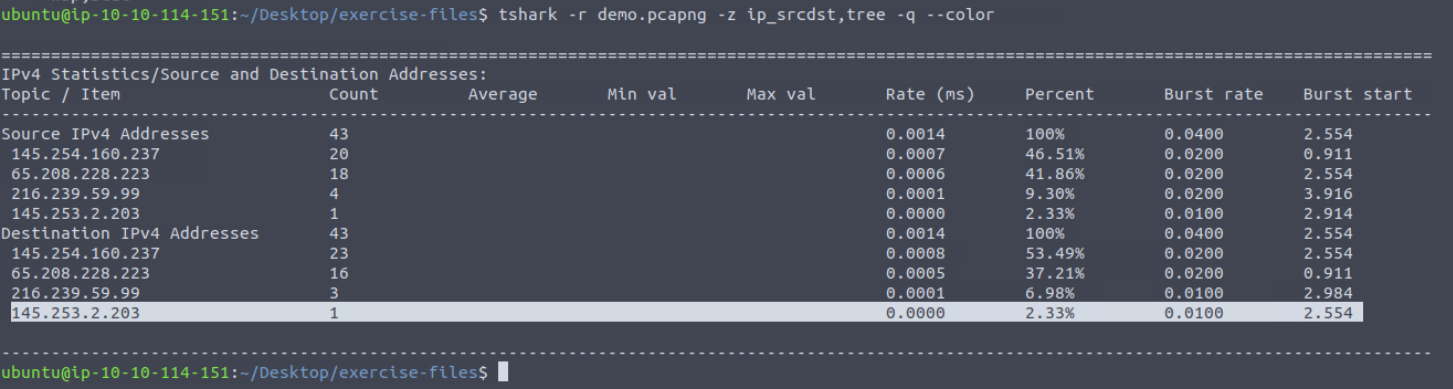 ubuntu@ip-10-10-114-151:~/Desktop/exercise-files$ tshark -r demo.pcapng -z ip_srcdst,tree -q --color
===================================================================================================================================================
IPv4 Statistics/Source and Destination Addresses:
Topic / Item            Count         Average       Min val       Max val       Rate (ms)     Percent       Burst rate    Burst start
---------------------------------------------------------------------------------------------------------------------------------------------------
Source IPv4 Addresses   43                                                      0.0014        100%          0.0400        2.554
 145.254.160.237        20                                                      0.0007        46.51%        0.0200        0.911
 65.208.228.223         18                                                      0.0006        41.86%        0.0200        2.554
 216.239.59.99          4                                                       0.0001        9.30%         0.0200        3.916
 145.253.2.203          1                                                       0.0000        2.33%         0.0100        2.914
Destination IPv4 Addresses 43                                                   0.0014        100%          0.0400        2.554
 145.254.160.237        23                                                      0.0008        53.49%        0.0200        2.554
 65.208.228.223         16                                                      0.0005        37.21%        0.0200        0.911
 216.239.59.99          3                                                       0.0001        6.98%         0.0100        2.984
 145.253.2.203          1                                                       0.0000        2.33%         0.0100        2.554
---------------------------------------------------------------------------------------------------------------------------------------------------
ubuntu@ip-10-10-114-151:~/Desktop/exercise-files$